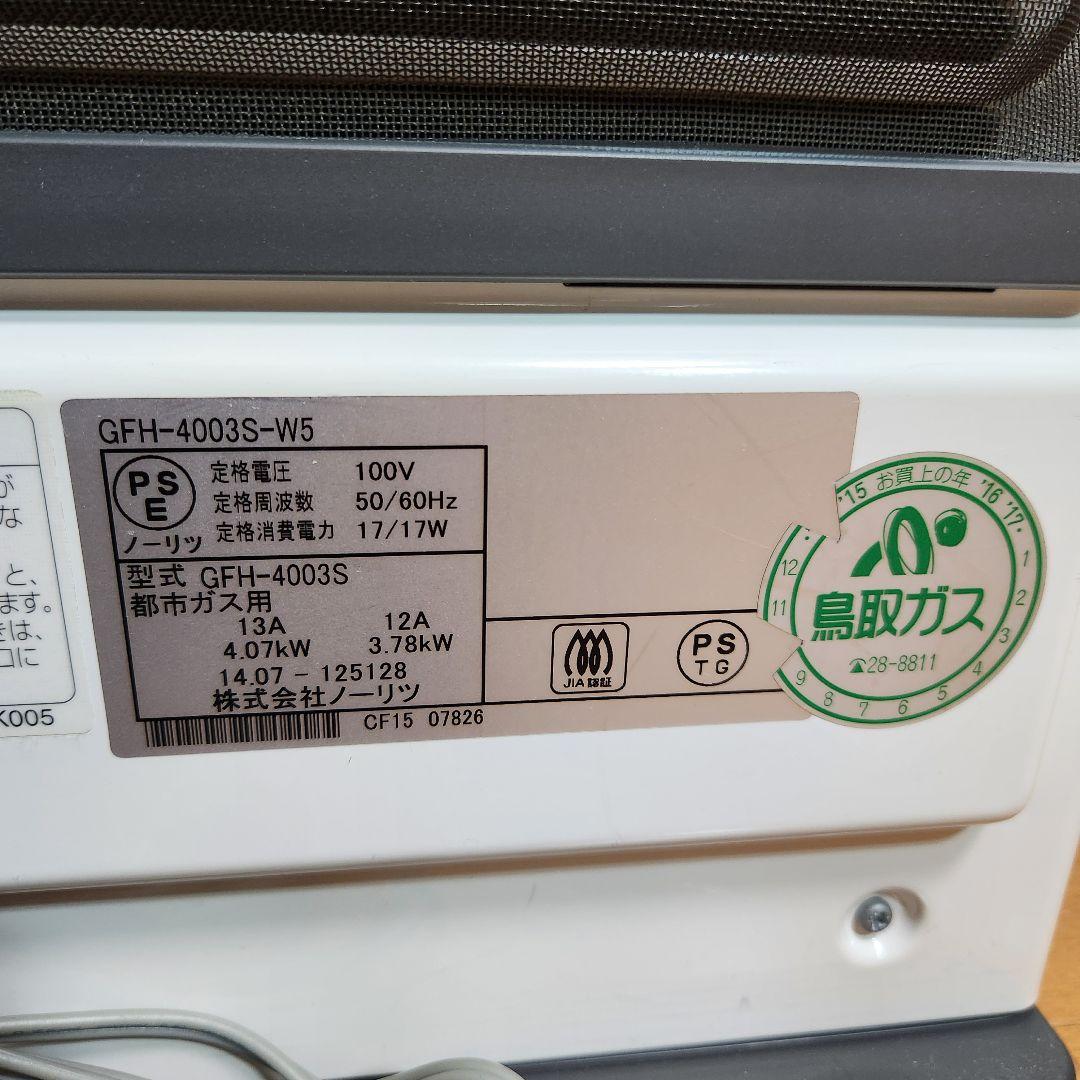 GFH-4003S-W5
PS
E
ノーリツ
定格電圧 100V
定格周波数 50/60Hz
定格消費電力 17/17W
型式 GFH-4003S
都市ガス用
13A 12A
4.07kW 3.78kW
14.07 - 125128
株式会社ノーリツ
CF15 07826
JIA 認証
PS
TG
'15 お買上の年 '16 '17
鳥取ガス
☎28-8811
1
2
3
4
5
6
7
8
9
11
12
が
な
と、
ます。
きは、
口に
K005